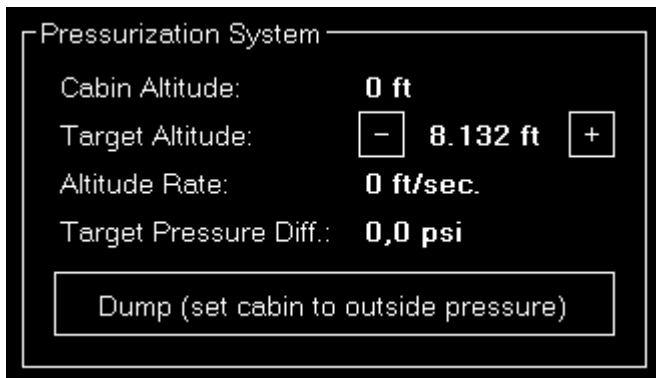 Pressurization System
Cabin Altitude: 0 ft
Target Altitude: - 8.132 ft +
Altitude Rate: 0 ft/sec.
Target Pressure Diff.: 0,0 psi
Dump (set cabin to outside pressure)